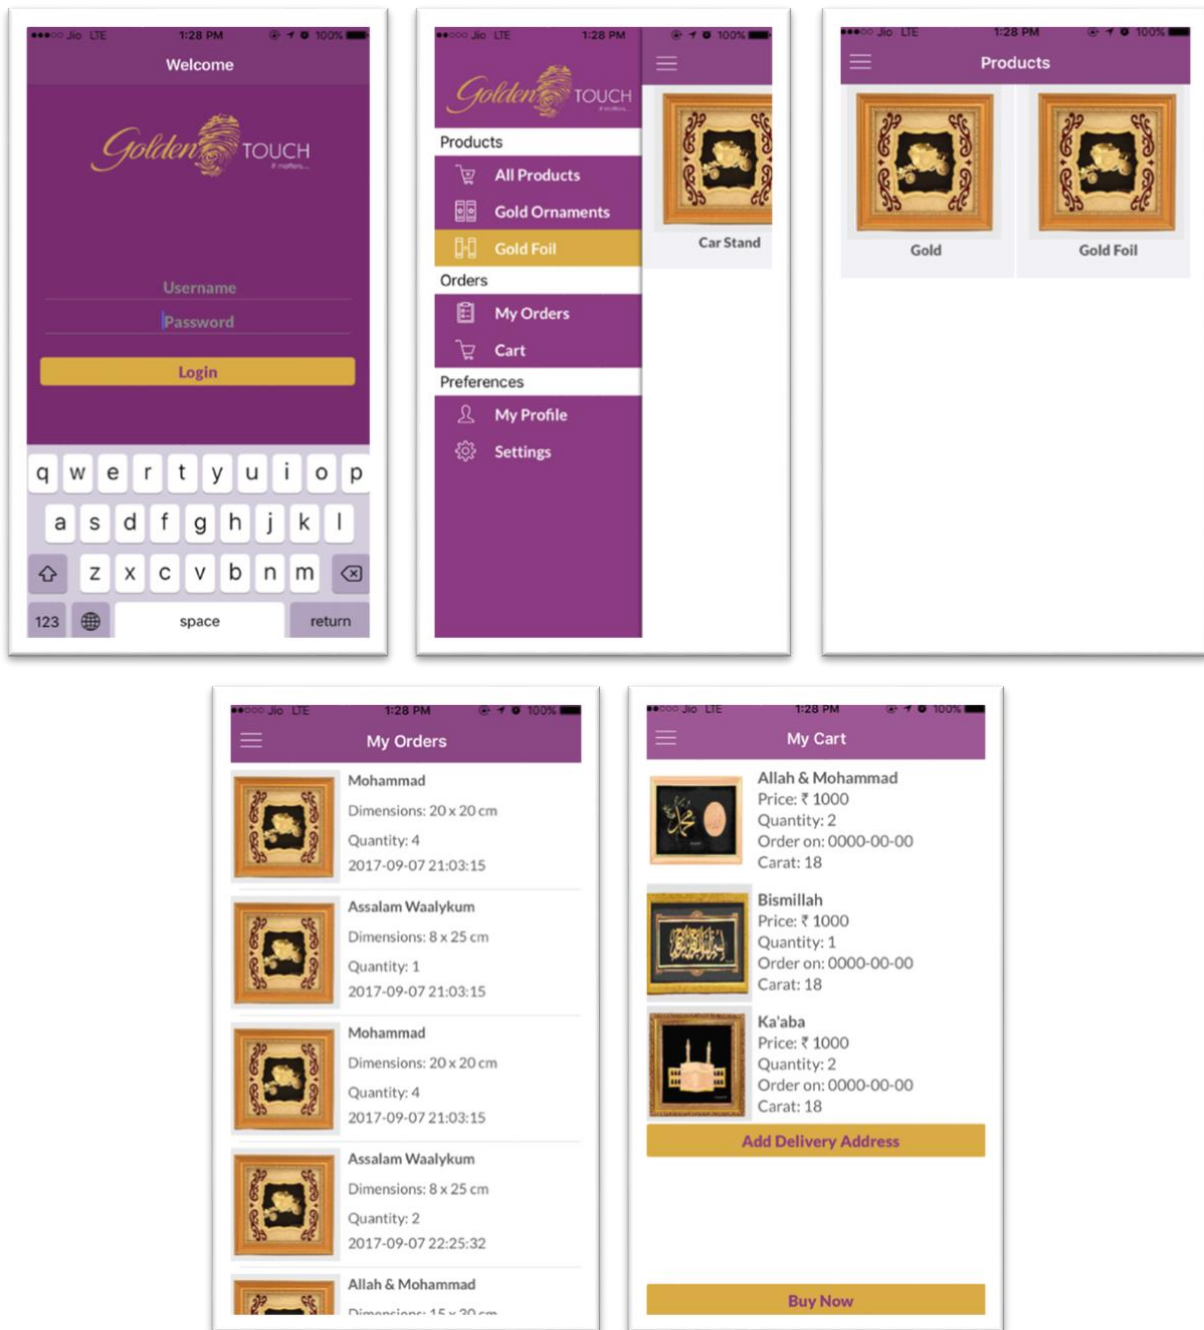 Jio LTE 1:28 PM 100%
Welcome
Golden TOUCH
it matters....
Username
Password
Login
q w e r t y u i o p
a s d f g h j k l
z x c v b n m
123 space return
Jio LTE 1:28 PM 100%
Golden TOUCH
it matters....
Products
All Products
Gold Ornaments
Gold Foil
Orders
My Orders
Cart
Preferences
My Profile
Settings
Car Stand
Jio LTE 1:28 PM 100%
Products
Gold
Gold Foil
Jio LTE 1:28 PM 100%
My Orders
Mohammad
Dimensions: 20 x 20 cm
Quantity: 4
2017-09-07 21:03:15
Assalam Waalykum
Dimensions: 8 x 25 cm
Quantity: 1
2017-09-07 21:03:15
Mohammad
Dimensions: 20 x 20 cm
Quantity: 4
2017-09-07 21:03:15
Assalam Waalykum
Dimensions: 8 x 25 cm
Quantity: 2
2017-09-07 22:25:32
Allah & Mohammad
Dimensions: 15 x 30 cm
Jio LTE 1:28 PM 100%
My Cart
Allah & Mohammad
Price: ₹ 1000
Quantity: 2
Order on: 0000-00-00
Carat: 18
Bismillah
Price: ₹ 1000
Quantity: 1
Order on: 0000-00-00
Carat: 18
Ka'aba
Price: ₹ 1000
Quantity: 2
Order on: 0000-00-00
Carat: 18
Add Delivery Address
Buy Now